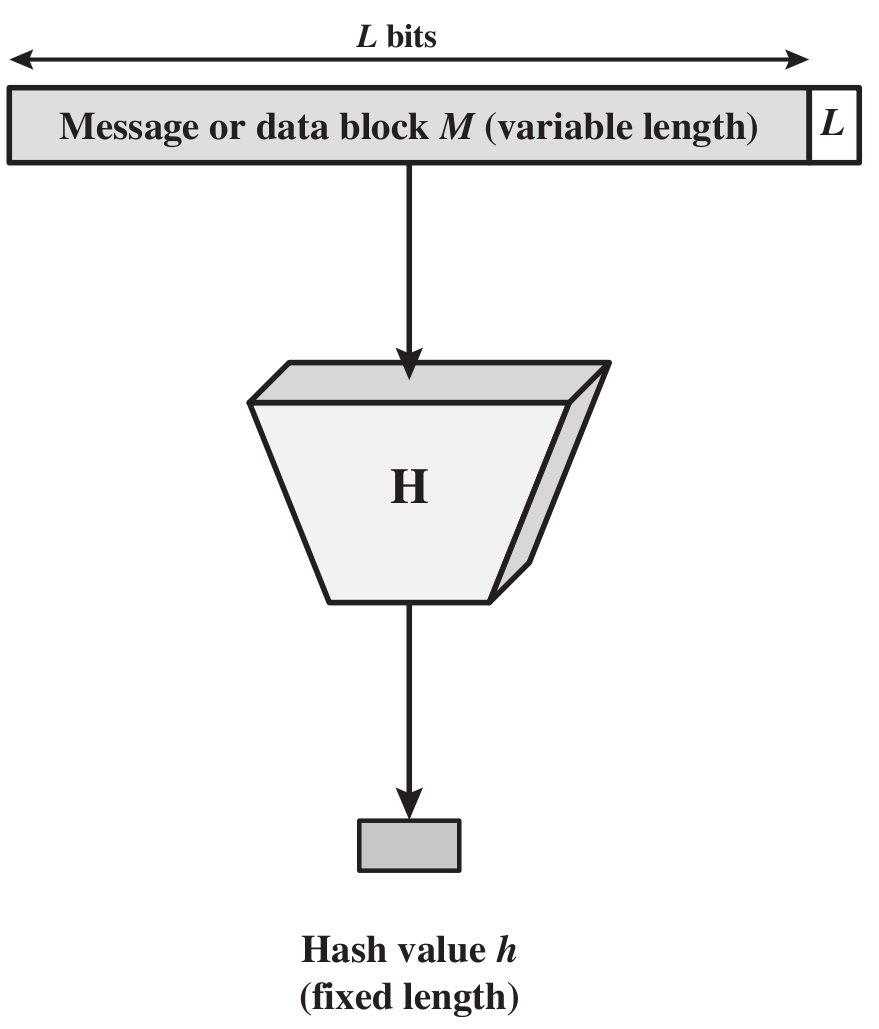 L bits
Message or data block M (variable length)
L
H
Hash value h
(fixed length)